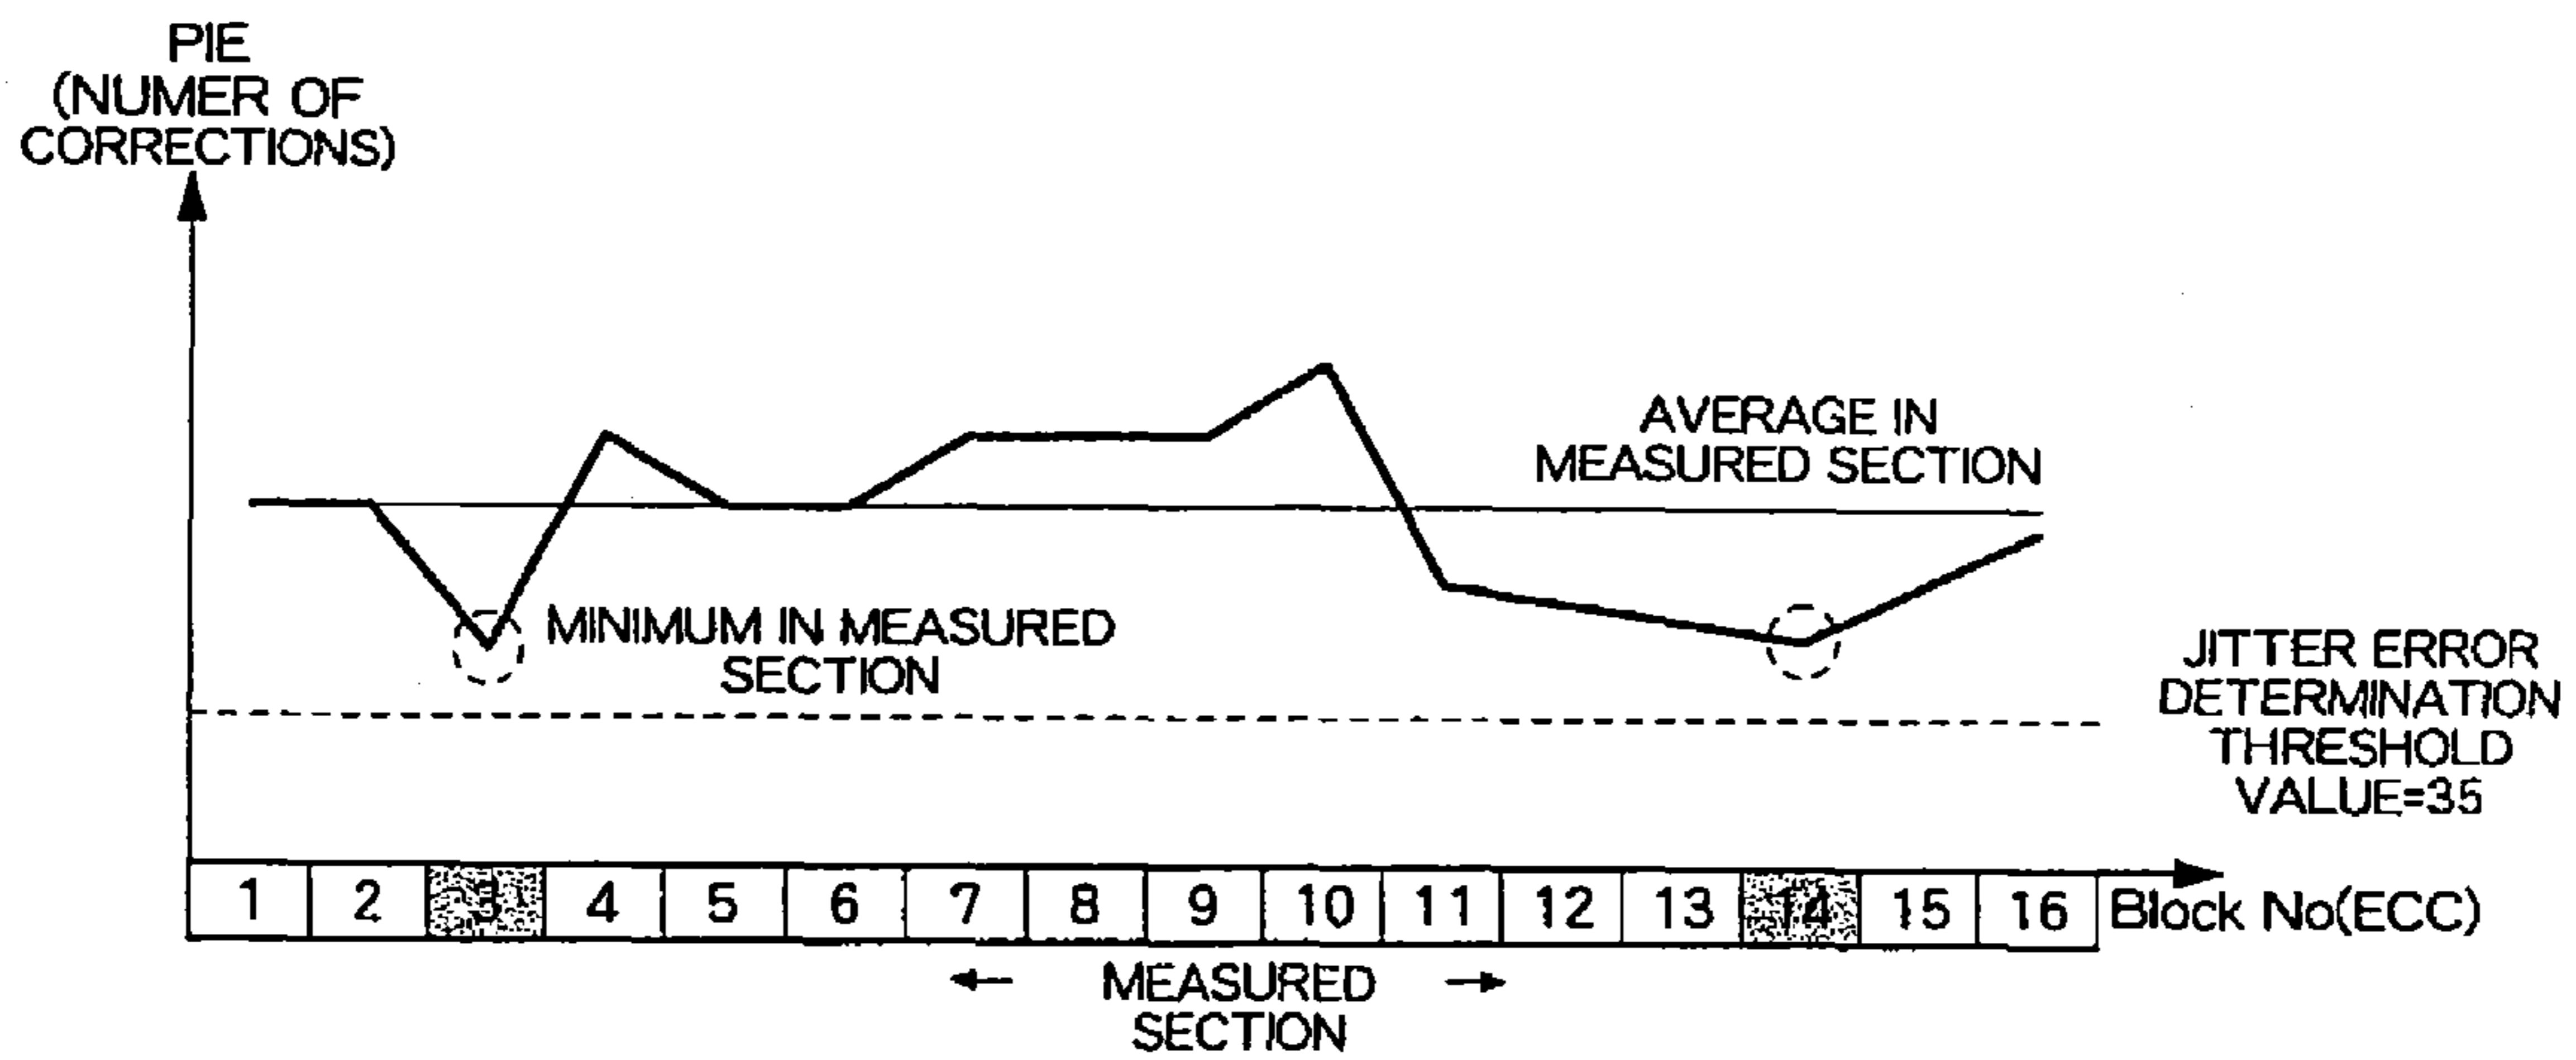 PIE
(NUMER OF
CORRECTIONS)
AVERAGE IN
MEASURED SECTION
MINIMUM IN MEASURED
SECTION
JITTER ERROR
DETERMINATION
THRESHOLD
VALUE=35
1 2 3 4 5 6 7 8 9 10 11 12 13 14 15 16 Block No(ECC)
MEASURED
SECTION